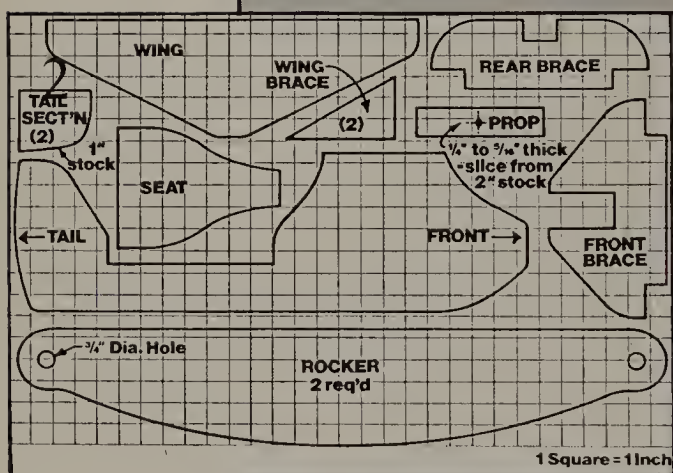 WING
WING
BRACE
(2)
REAR BRACE
TAIL
SECT'N
(2)
1"
stock
PROP
1/4" to 5/16" thick
-slice from
2" stock
SEAT
←TAIL
FRONT→
FRONT
BRACE
3/4" Dia. Hole
ROCKER
2 req'd
1 Square = 1 Inch